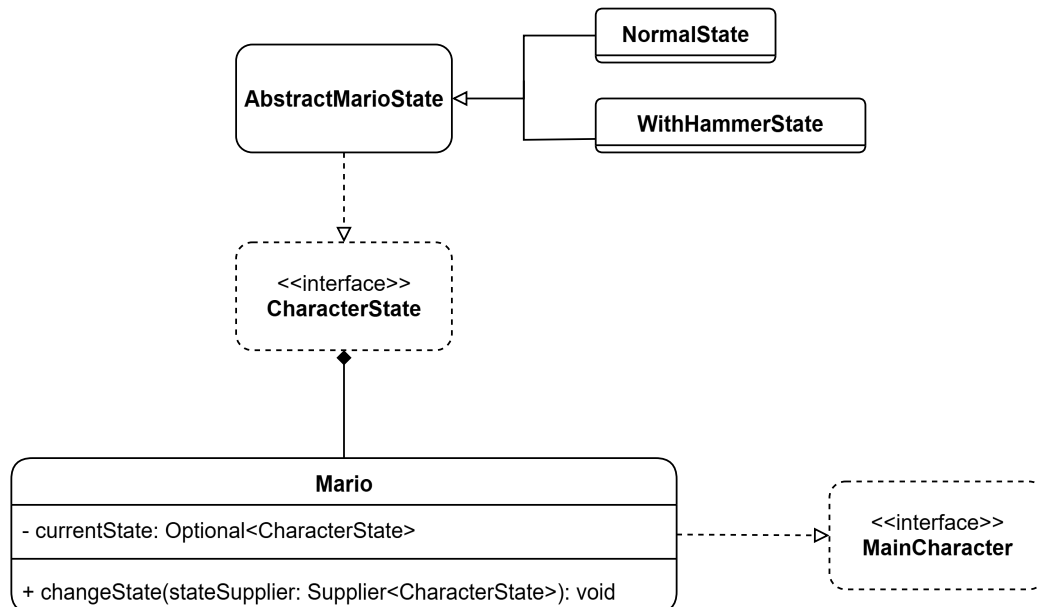 NormalState
AbstractMarioState
WithHammerState
<<interface>>
CharacterState
Mario
- currentState: Optional<CharacterState>
+ changeState(stateSupplier: Supplier<CharacterState>): void
<<interface>>
MainCharacter